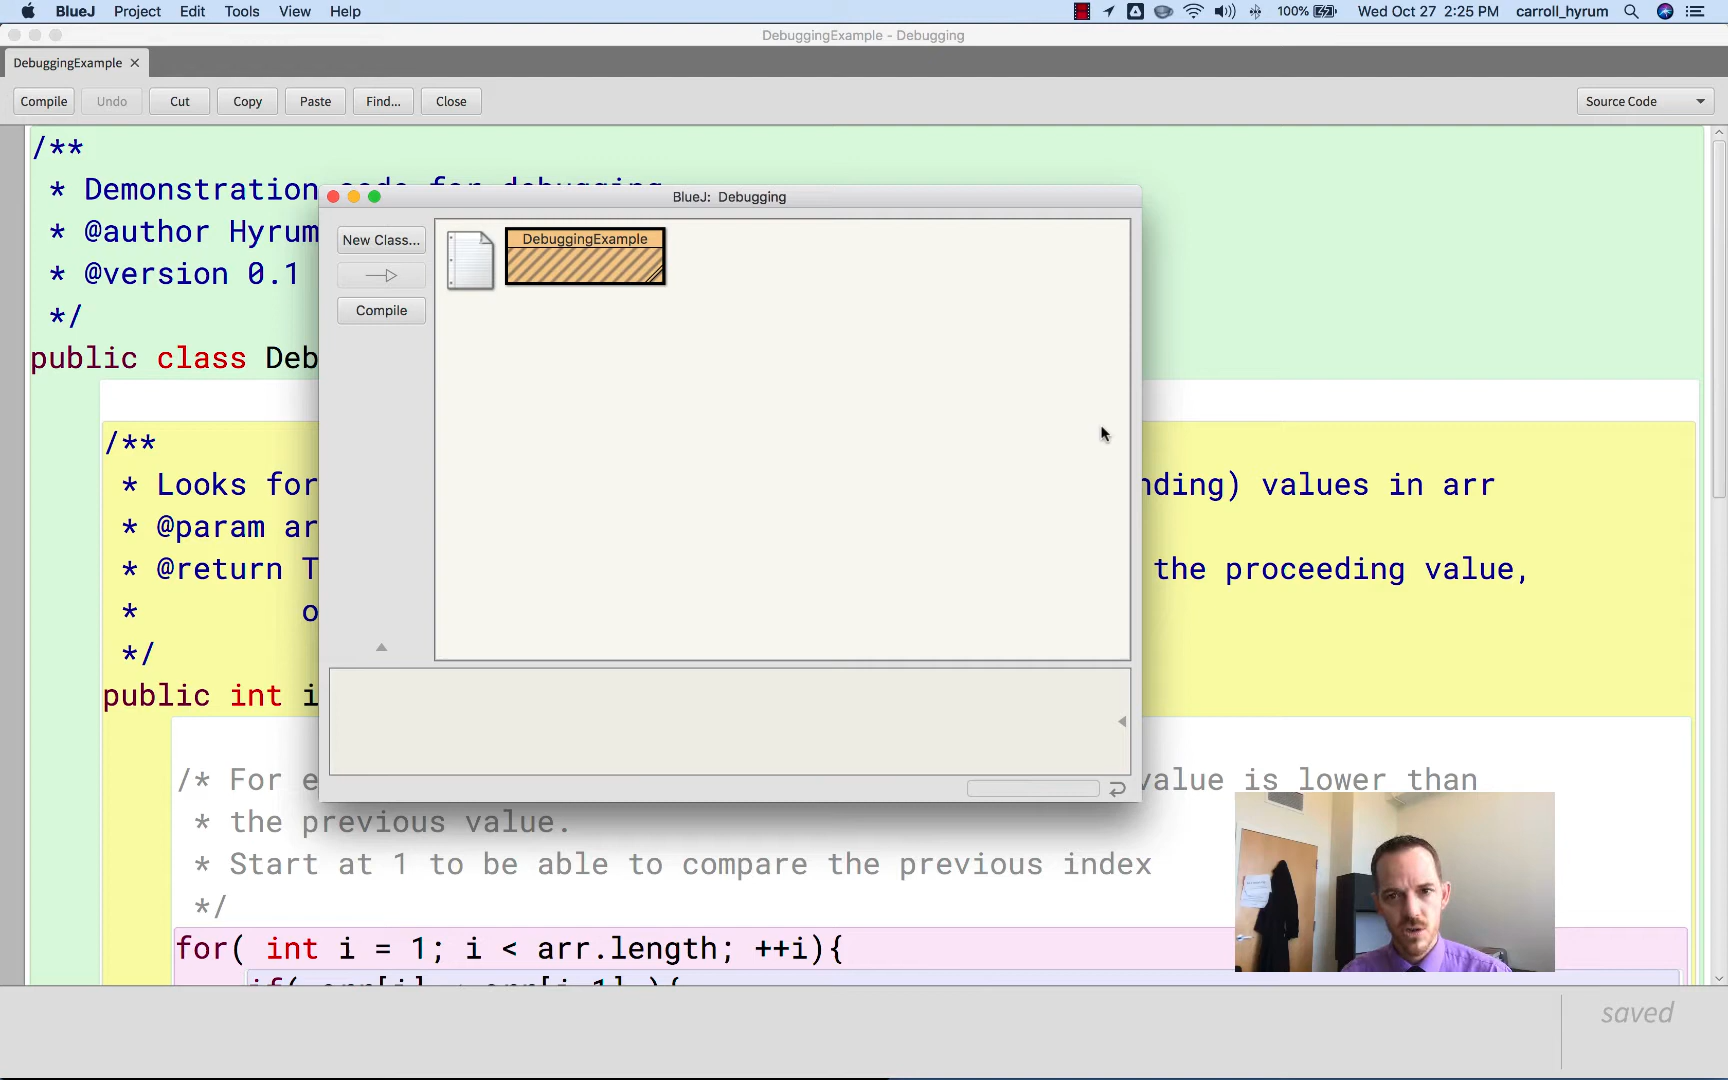 BlueJ Project Edit Tools View Help 100% Wed Oct 27 2:25 PM carroll_hyrum
DebuggingExample - Debugging
DebuggingExample
Compile Undo Cut Copy Paste Find... Close Source Code
/**
* Demonstration code for debugging
* @author Hyrum
* @version 0.1
*/
public class Deb
BlueJ: Debugging
New Class...
Compile
DebuggingExample
/**
* Looks for nding) values in arr
* @param ar
* @return T the proceeding value,
* o
*/
public int i
/* For e value is lower than
* the previous value.
* Start at 1 to be able to compare the previous index
*/
for( int i = 1; i < arr.length; ++i){
saved